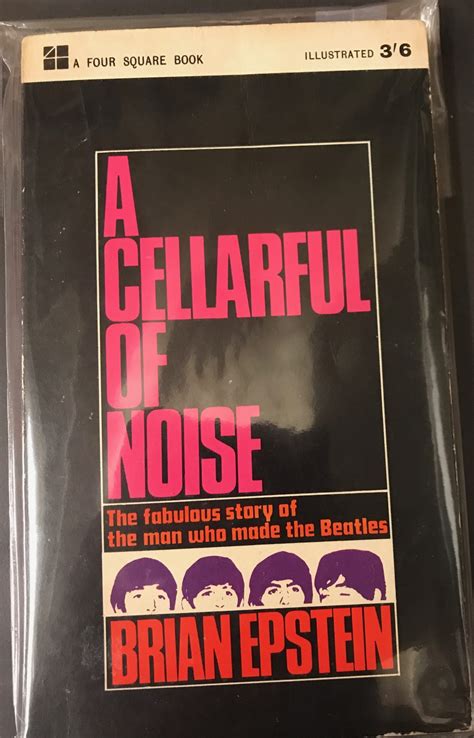 A FOUR SQUARE BOOK ILLUSTRATED 3'6
A
CELLARFUL
OF
NOISE
The fabulous story of
the man who made the Beatles
BRIAN EPSTEIN